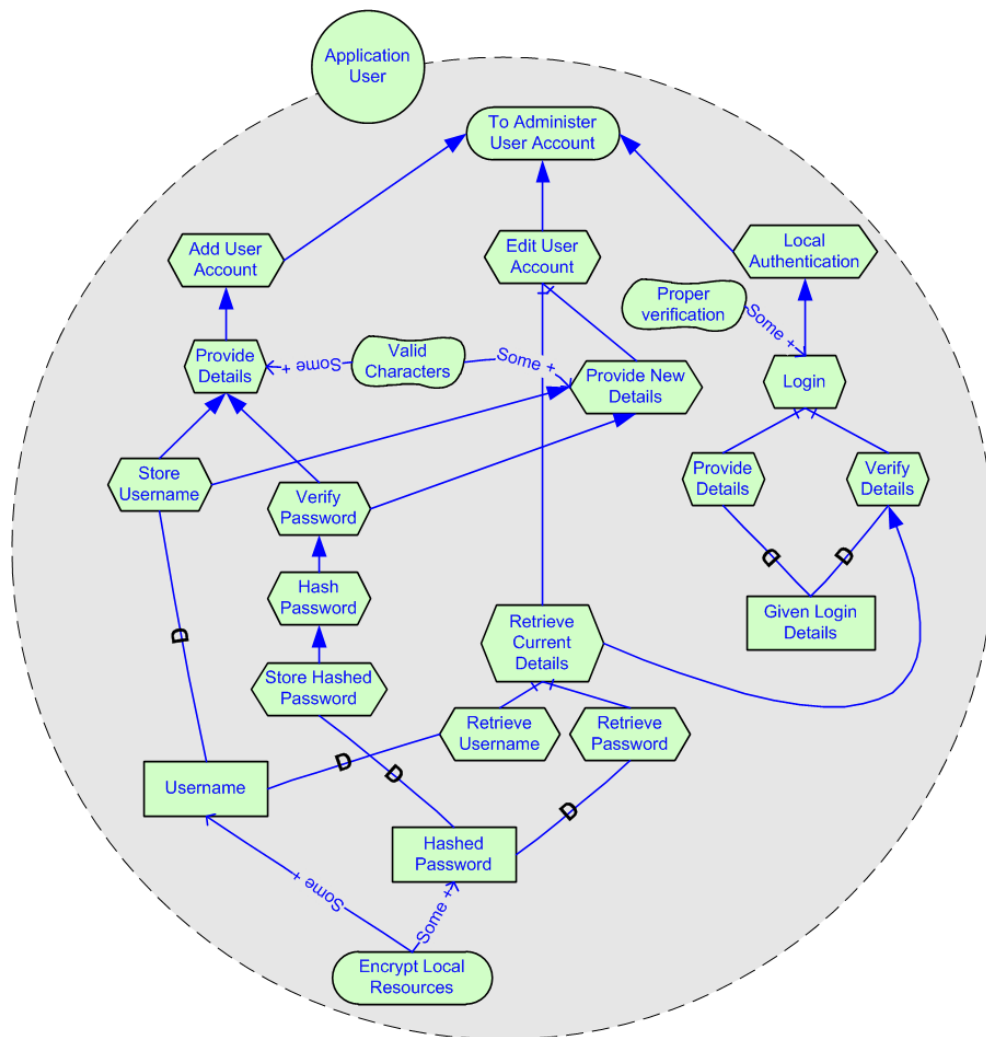 Application
User
To Administer
User Account
Add User
Account
Edit User
Account
Local
Authentication
Proper
verification
Some +
Provide
Details
Some +
Valid
Characters
Some +
Provide New
Details
Login
Store
Username
Verify
Password
Provide
Details
Verify
Details
D
D
Hash
Password
Given Login
Details
D
Retrieve
Current
Details
Store Hashed
Password
Retrieve
Username
Retrieve
Password
Username
D
D
D
Hashed
Password
Some +
Some +
Encrypt Local
Resources